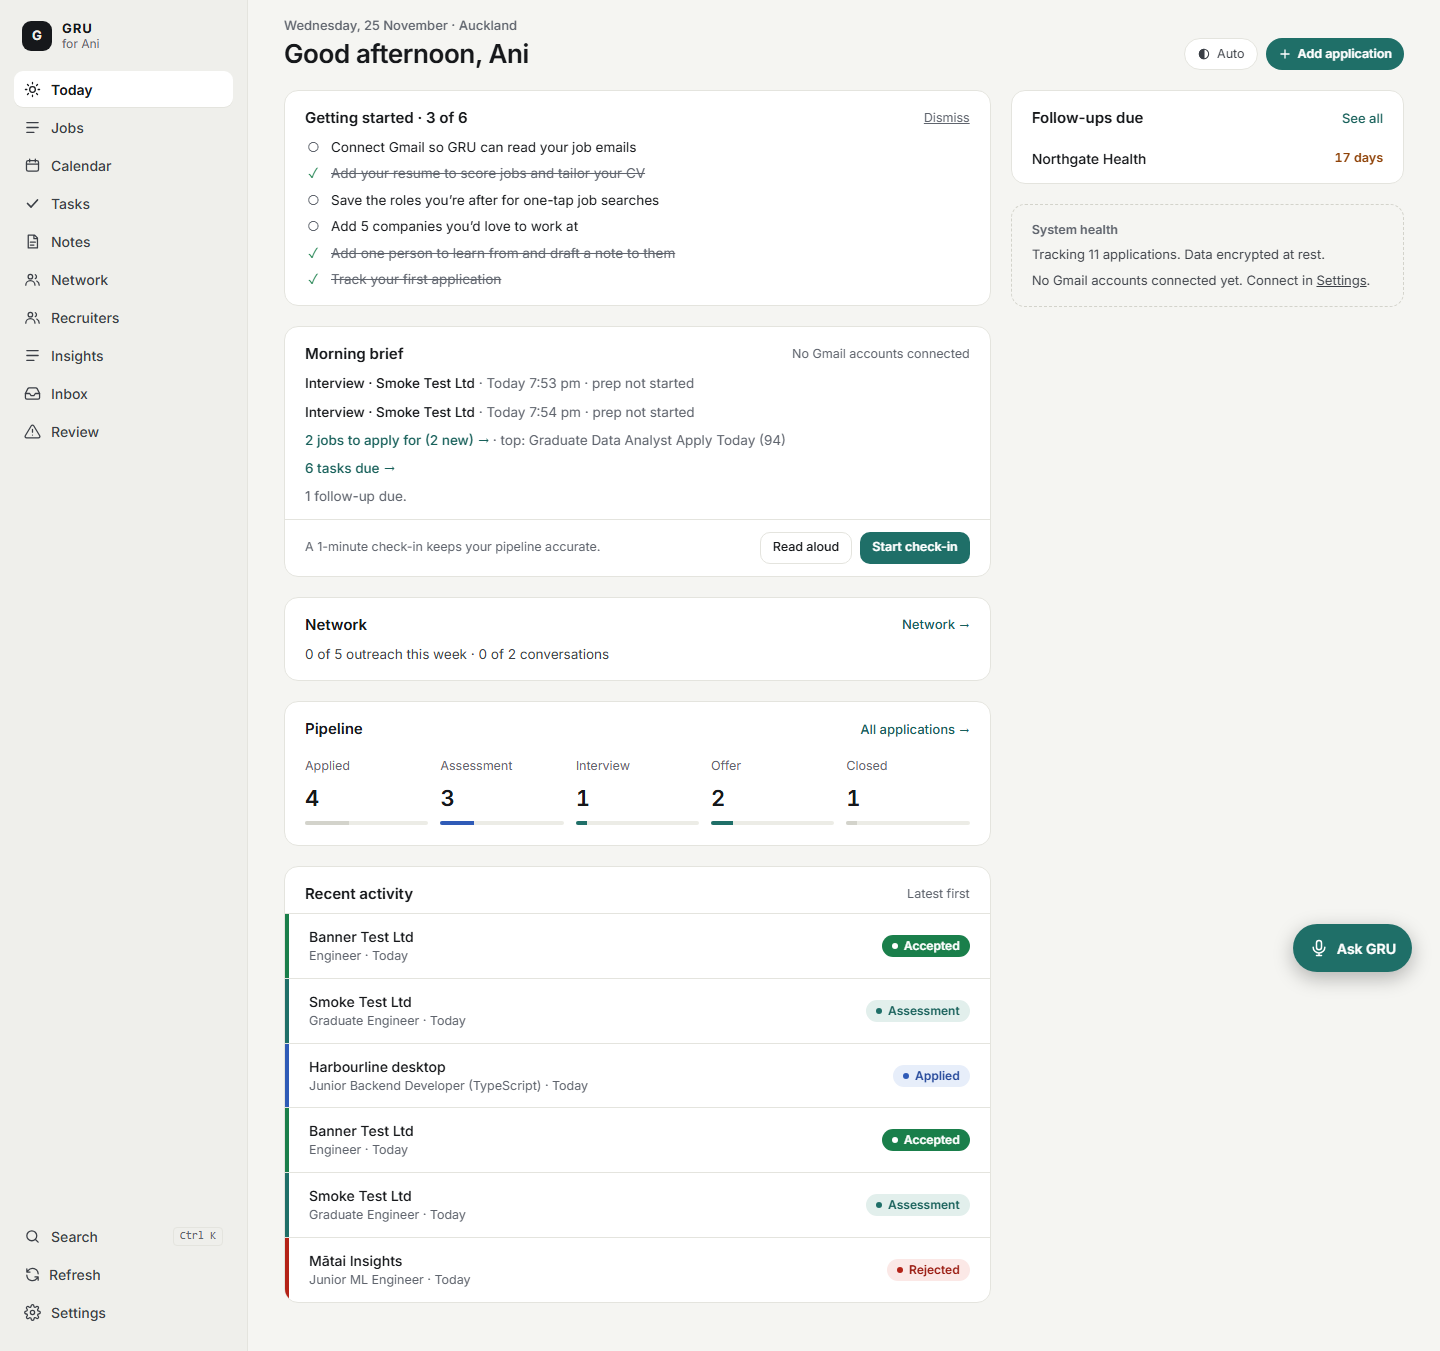 G
GRU
for Ani
Today
Jobs
Calendar
Tasks
Notes
Network
Recruiters
Insights
Inbox
Review
Search Ctrl K
Refresh
Settings
Wednesday, 25 November · Auckland
Good afternoon, Ani
Auto
+ Add application
Getting started · 3 of 6 Dismiss
Connect Gmail so GRU can read your job emails
✓ Add your resume to score jobs and tailor your CV
Save the roles you’re after for one-tap job searches
Add 5 companies you’d love to work at
✓ Add one person to learn from and draft a note to them
✓ Track your first application
Morning brief No Gmail accounts connected
Interview · Smoke Test Ltd · Today 7:53 pm · prep not started
Interview · Smoke Test Ltd · Today 7:54 pm · prep not started
2 jobs to apply for (2 new) → · top: Graduate Data Analyst Apply Today (94)
6 tasks due →
1 follow-up due.
A 1-minute check-in keeps your pipeline accurate. Read aloud Start check-in
Network Network →
0 of 5 outreach this week · 0 of 2 conversations
Pipeline All applications →
Applied Assessment Interview Offer Closed
4 3 1 2 1
Recent activity Latest first
Banner Test Ltd
Engineer · Today
Accepted
Smoke Test Ltd
Graduate Engineer · Today
Assessment
Harbourline desktop
Junior Backend Developer (TypeScript) · Today
Applied
Banner Test Ltd
Engineer · Today
Accepted
Smoke Test Ltd
Graduate Engineer · Today
Assessment
Mātai Insights
Junior ML Engineer · Today
Rejected
Follow-ups due See all
Northgate Health 17 days
System health
Tracking 11 applications. Data encrypted at rest.
No Gmail accounts connected yet. Connect in Settings.
Ask GRU